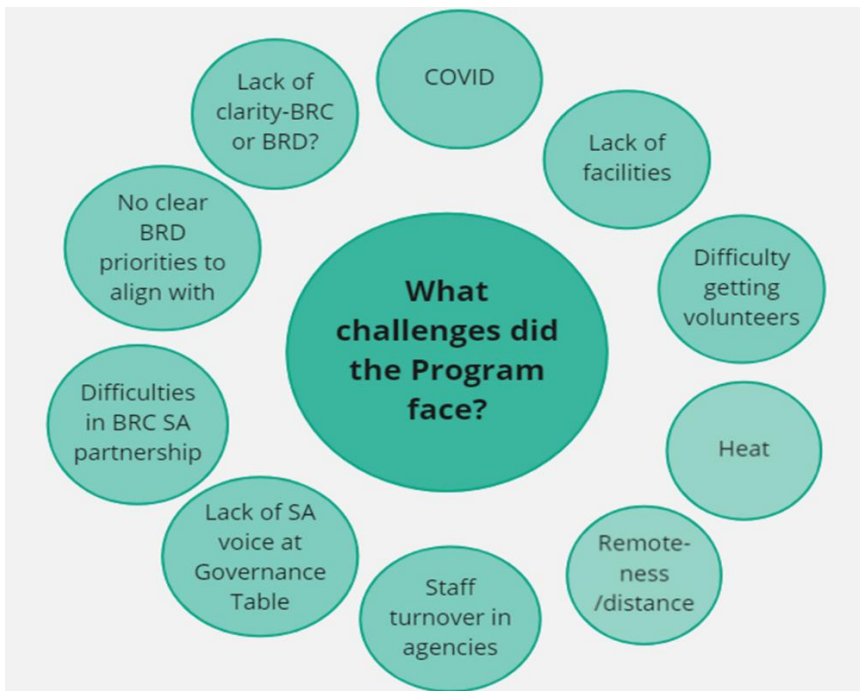 COVID
Lack of
facilities
Difficulty
getting
volunteers
Heat
Remote-
ness
/distance
Staff
turnover in
agencies
Lack of SA
voice at
Governance
Table
Difficulties
in BRC SA
partnership
No clear
BRD
priorities to
align with
Lack of
clarity-BRC
or BRD?
What
challenges did
the Program
face?